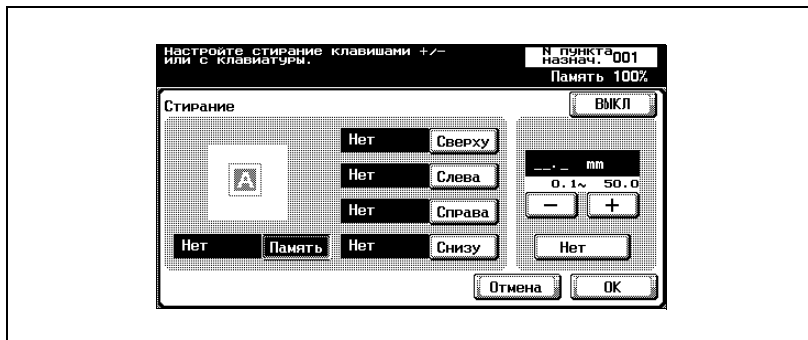 Настройте стирание клавишами +/-
или с клавиатуры.
N пункта
назнач. 001
Память 100%
Стирание
ВЫКЛ
Нет Сверху
A
Нет Слева
__._ mm
0.1~ 50.0
Нет Справа
- +
Нет Память Нет Снизу
Нет
Отмена OK